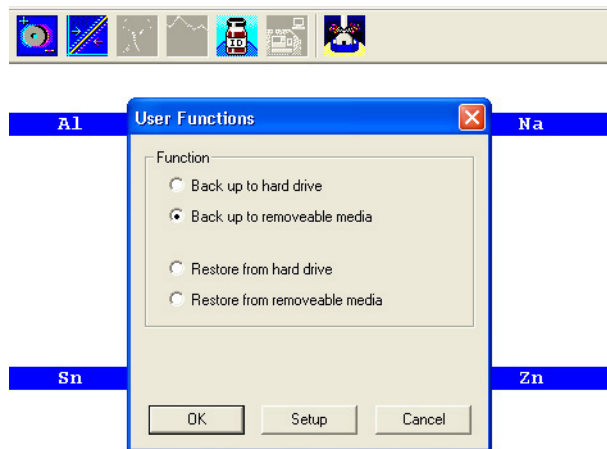 ID
User Functions
Al
Na
Function
Back up to hard drive
Back up to removeable media
Restore from hard drive
Restore from removeable media
Sn
Zn
OK
Setup
Cancel